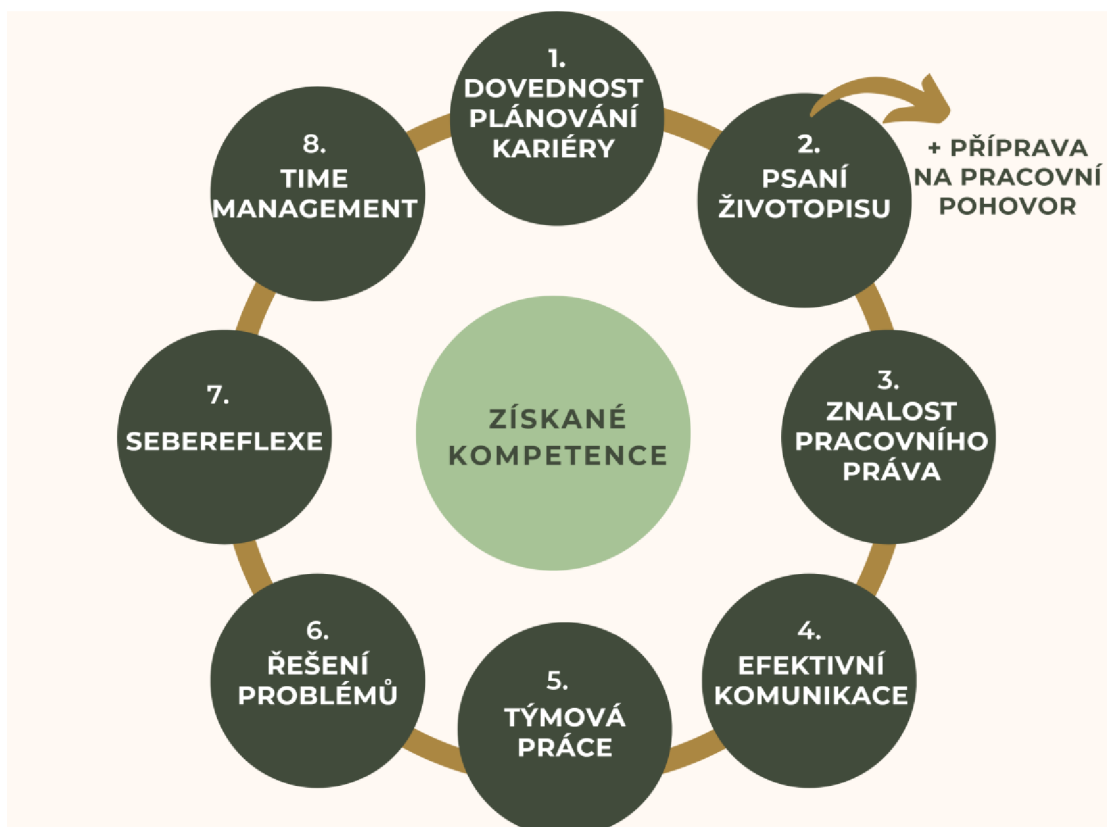 1.
DOVEDNOST
PLÁNOVÁNÍ
KARIÉRY
2.
PSANÍ
ŽIVOTOPISU
+ PŘÍPRAVA
NA PRACOVNÍ
POHOVOR
3.
ZNALOST
PRACOVNÍHO
PRÁVA
4.
EFEKTIVNÍ
KOMUNIKACE
5.
TÝMOVÁ
PRÁCE
6.
ŘEŠENÍ
PROBLÉMŮ
7.
SEBEREFLEXE
8.
TIME
MANAGEMENT
ZÍSKANÉ
KOMPETENCE